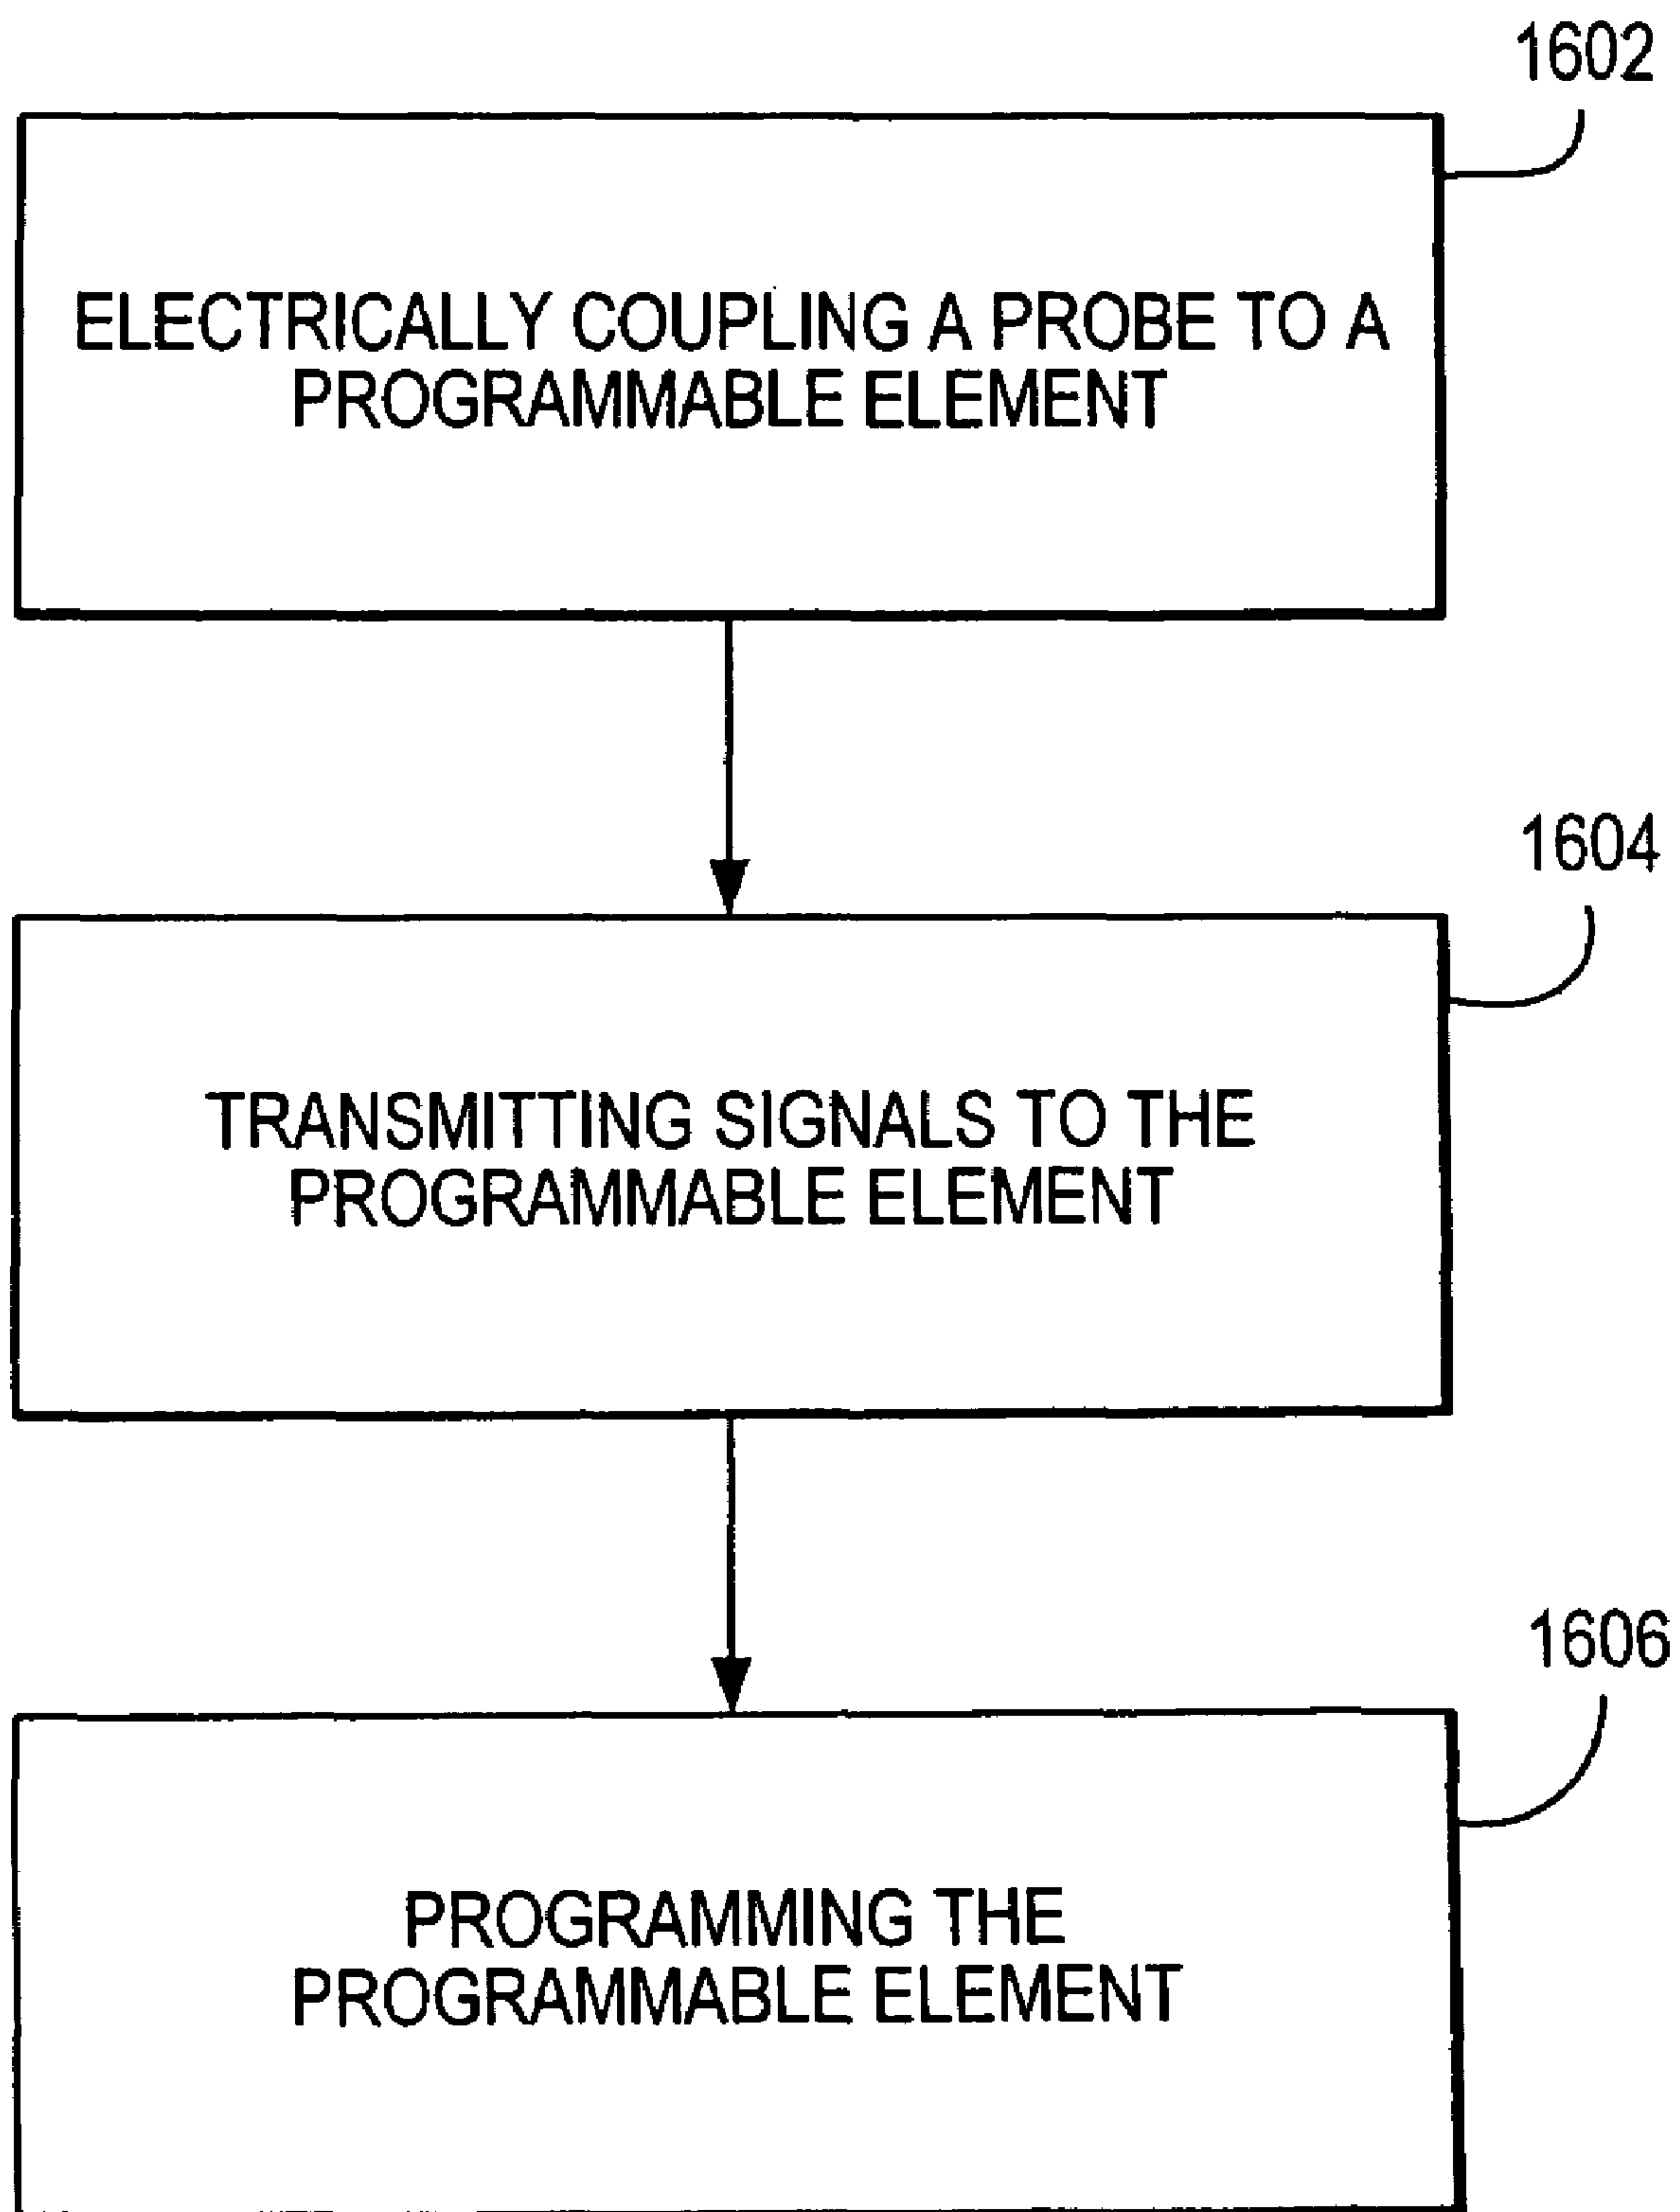 1602
ELECTRICALLY COUPLING A PROBE TO A
PROGRAMMABLE ELEMENT
1604
TRANSMITTING SIGNALS TO THE
PROGRAMMABLE ELEMENT
1606
PROGRAMMING THE
PROGRAMMABLE ELEMENT